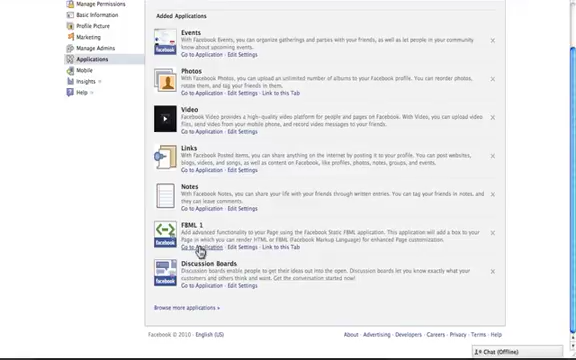 Manage Permissions
Basic Information
Profile Picture
Marketing
Manage Admins
Applications
Mobile
Insights
Help
Added Applications
Events
With Facebook Events, you can organize gatherings and parties with your friends, as well as let people in your community
know about upcoming events.
Go to Application · Edit Settings
Photos
With Facebook Photos, you can upload an unlimited number of albums to your Facebook profile. You can reorder photos,
rotate them, and tag your friends in them.
Go to Application · Edit Settings · Link to this Tab
Video
Facebook Video provides a high-quality video platform for people and pages on Facebook. With Video, you can upload video
files, send video from your mobile phone, and record video messages to your friends.
Go to Application · Edit Settings
Links
With Facebook Posted Items, you can share anything on the internet by posting it to your profile. You can post websites,
blogs, videos, and songs, as well as content on Facebook, like profiles, photos, notes, groups, and events.
Go to Application · Edit Settings
Notes
With Facebook Notes, you can share your life with your friends through written entries. You can tag your friends in notes, and
they can leave comments.
Go to Application · Edit Settings
FBML 1
Add advanced functionality to your Page using the Facebook Static FBML application. This application will add a box to your
Page in which you can render HTML or FBML (Facebook Markup Language) for enhanced Page customization.
Go to Application · Edit Settings · Link to this Tab
facebook
Discussion Boards
Discussion boards enable people to get their ideas out into the open. Discussion boards let you know exactly what your
customers and others think and want. Get the conversation started now!
Go to Application · Edit Settings
facebook
Browse more applications »
Facebook © 2010 · English (US)
About · Advertising · Developers · Careers · Privacy · Terms · Help
Chat (Offline)